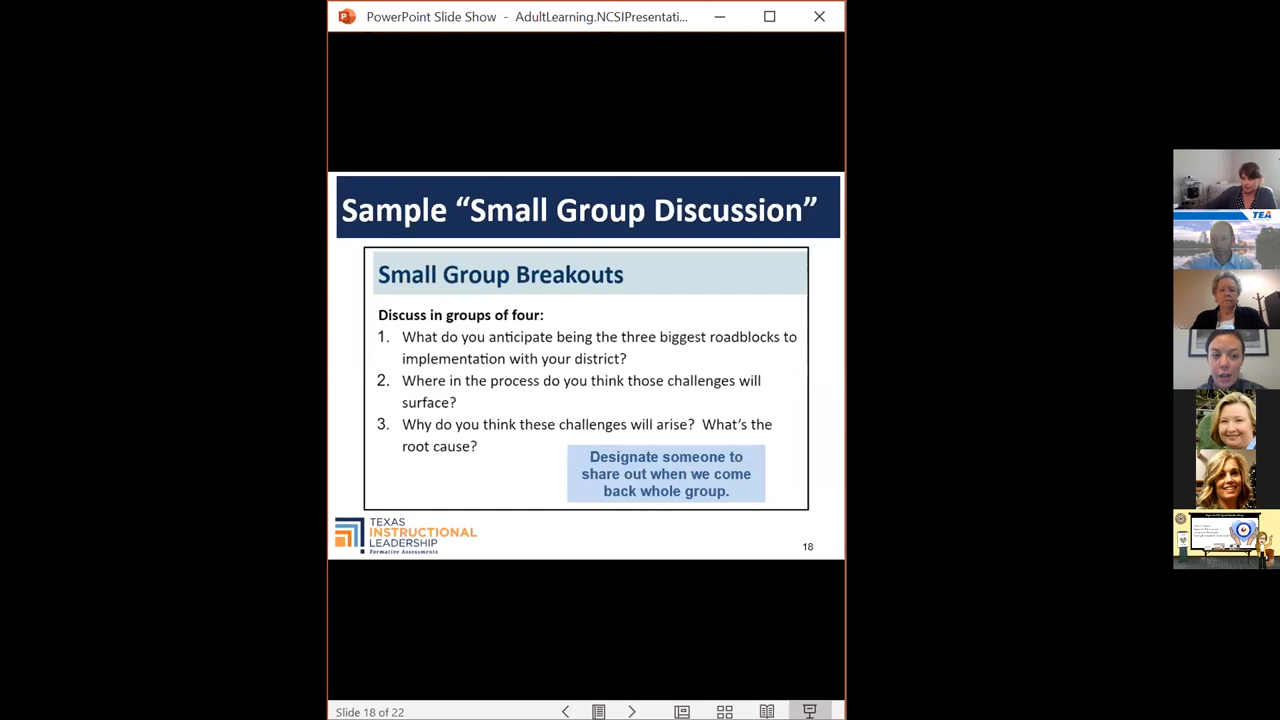 PowerPoint Slide Show - AdultLearning.NCSIPresentati...
Sample “Small Group Discussion”
Small Group Breakouts
Discuss in groups of four:
1. What do you anticipate being the three biggest roadblocks to
implementation with your district?
2. Where in the process do you think those challenges will
surface?
3. Why do you think these challenges will arise? What's the
root cause?
Designate someone to
share out when we come
back whole group.
TEXAS
INSTRUCTIONAL
LEADERSHIP
Formative Assessments
18
Slide 18 of 22
TEA